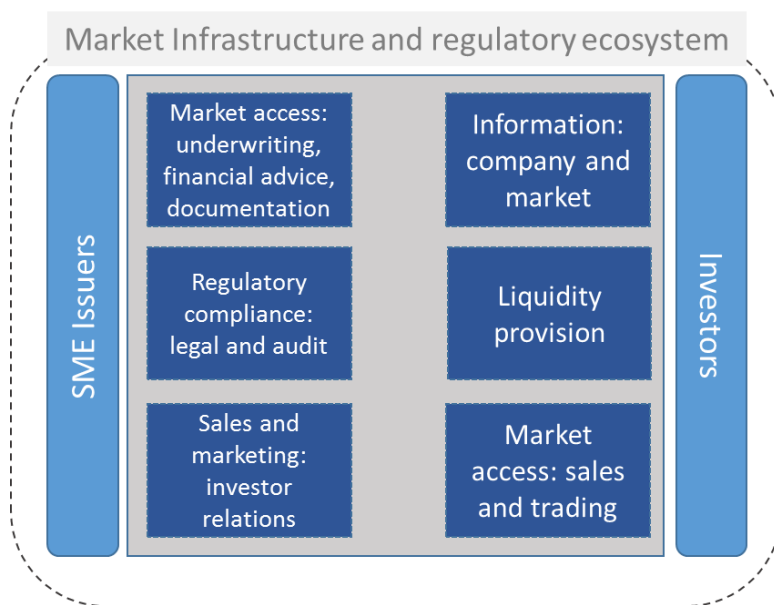 Market Infrastructure and regulatory ecosystem
SME Issuers
Market access:
underwriting,
financial advice,
documentation
Regulatory
compliance:
legal and audit
Sales and
marketing:
investor
relations
Information:
company and
market
Liquidity
provision
Market
access: sales
and trading
Investors